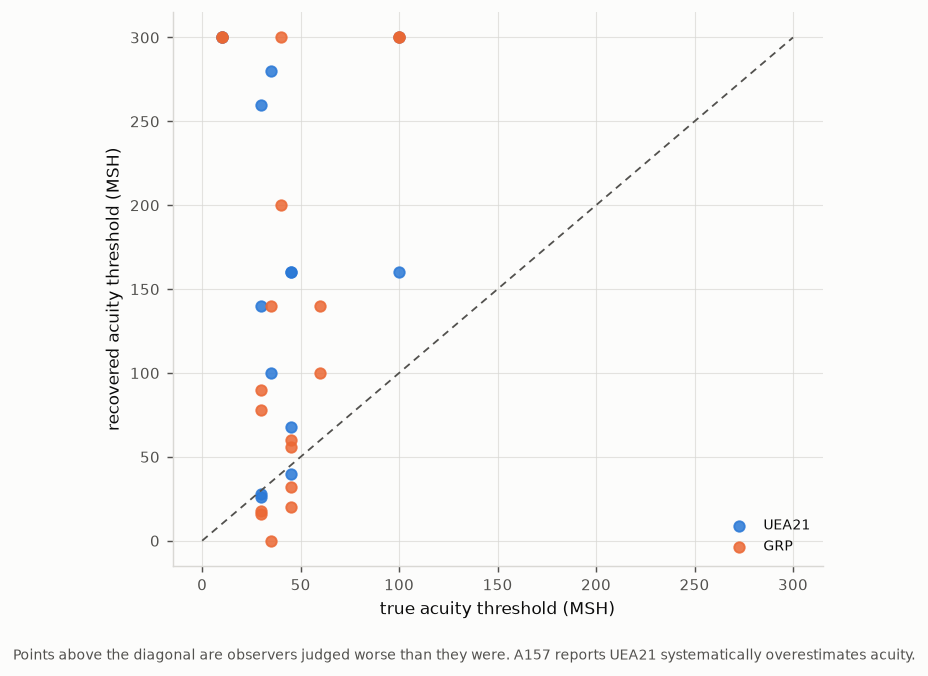 300
250
200
150
100
50
0
recovered acuity threshold (MSH)
0 50 100 150 200 250 300
true acuity threshold (MSH)
UEA21
GRP
Points above the diagonal are observers judged worse than they were. A157 reports UEA21 systematically overestimates acuity.